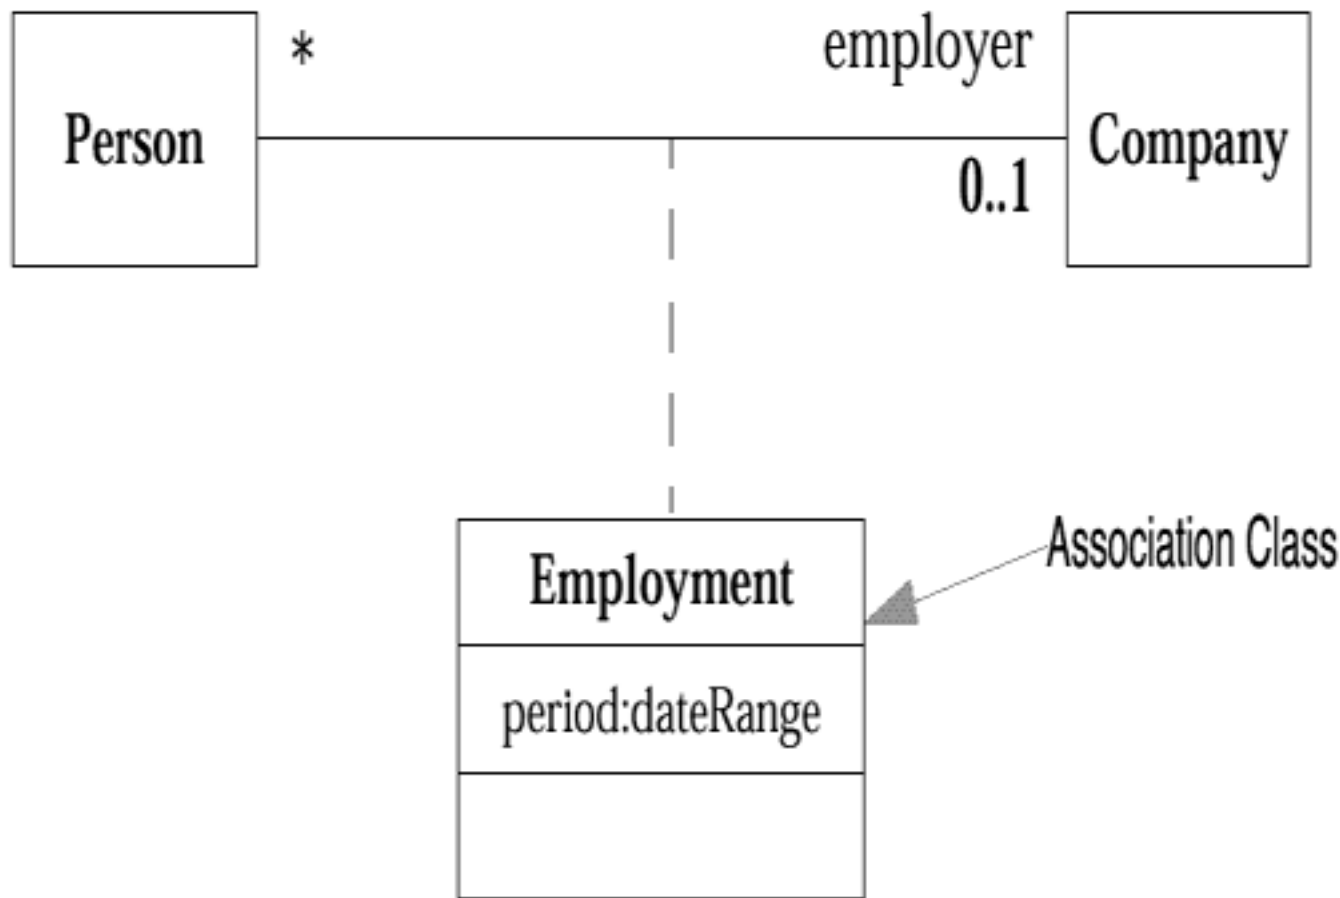 *
employer
Person
Company
0..1
Association Class
Employment
period:dateRange